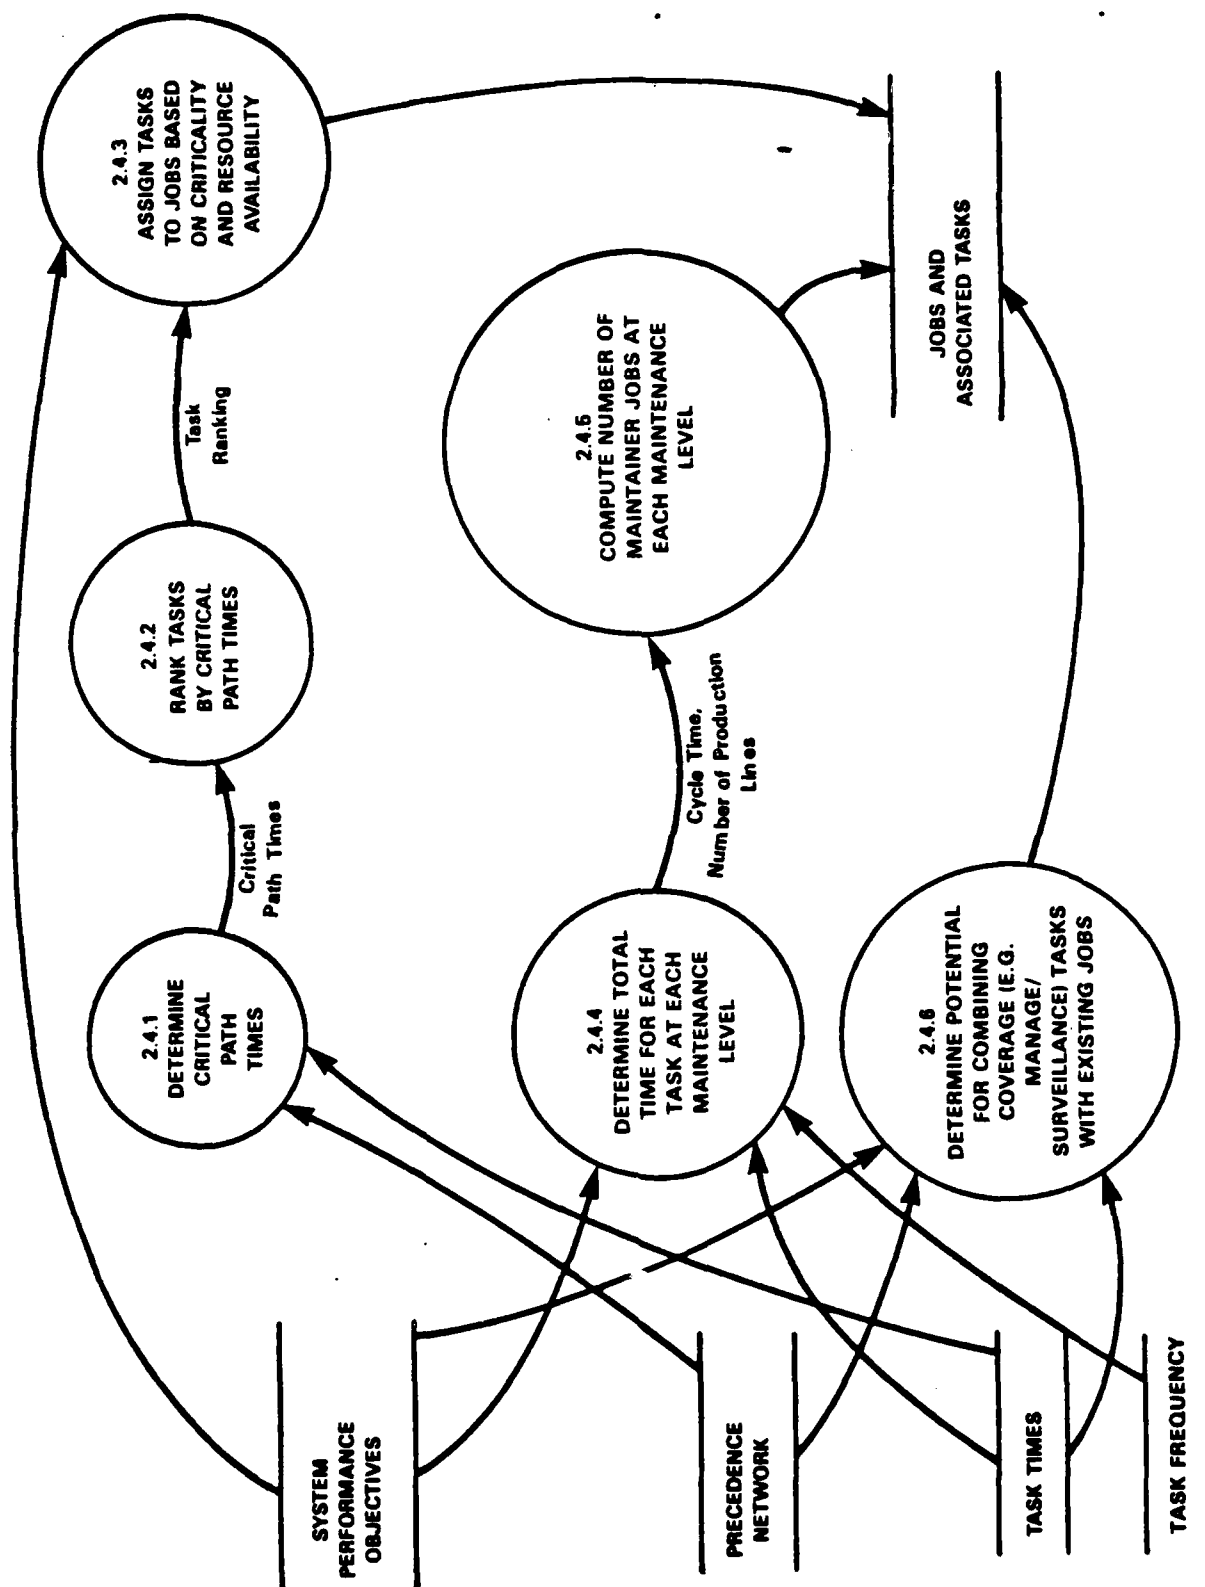 2.4.1
DETERMINE
CRITICAL
PATH
TIMES
Critical
Path Times
2.4.2
RANK TASKS
BY CRITICAL
PATH TIMES
Task
Ranking
2.4.3
ASSIGN TASKS
TO JOBS BASED
ON CRITICALITY
AND RESOURCE
AVAILABILITY
SYSTEM
PERFORMANCE
OBJECTIVES
2.4.4
DETERMINE TOTAL
TIME FOR EACH
TASK AT EACH
MAINTENANCE
LEVEL
Cycle Time,
Number of Production
Lines
2.4.5
COMPUTE NUMBER OF
MAINTAINER JOBS AT
EACH MAINTENANCE
LEVEL
PRECEDENCE
NETWORK
2.4.6
DETERMINE POTENTIAL
FOR COMBINING
COVERAGE (E.G.
MANAGE/
SURVEILLANCE) TASKS
WITH EXISTING JOBS
JOBS AND
ASSOCIATED TASKS
TASK TIMES
TASK FREQUENCY